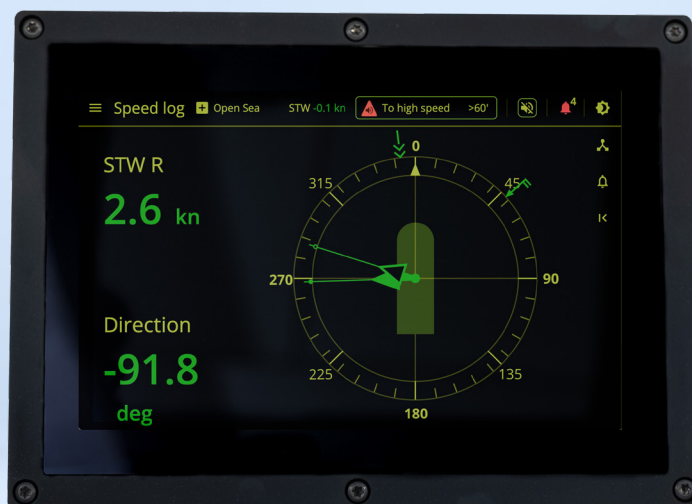 Speed log Open Sea STW -0.1 kn To high speed >60' 4
STW R
2.6 kn
Direction
-91.8
deg
0
315 45
270 90
225 135
180